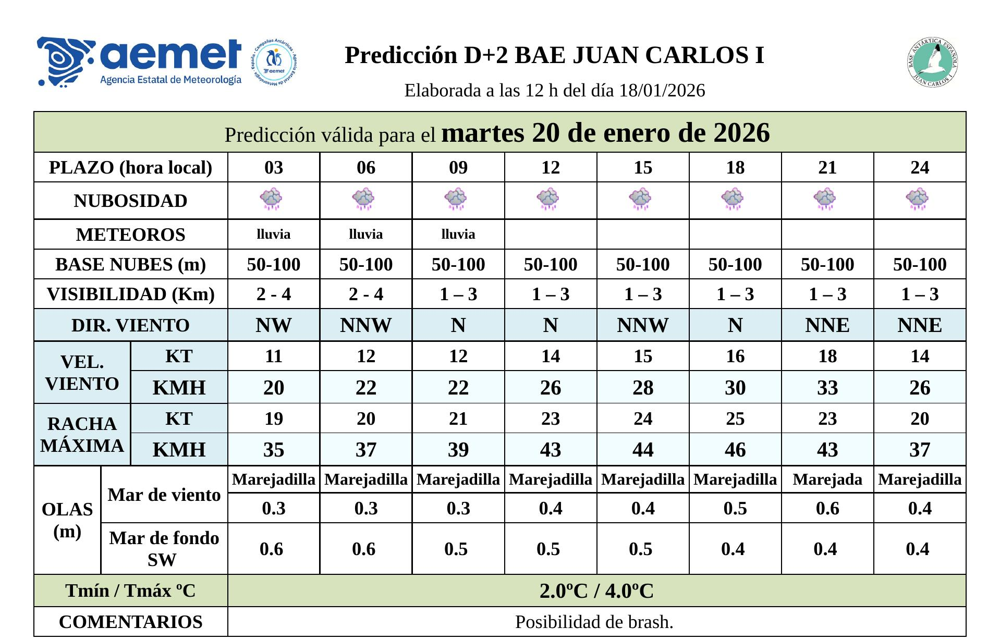 aemet
Agencia Estatal de Meteorología
Campañas Antárticas · Agencia Estatal de Meteorología · España ·
aemet
Predicción D+2 BAE JUAN CARLOS I
Elaborada a las 12 h del día 18/01/2026
BASE ANTÁRTICA ESPAÑOLA
JUAN CARLOS I
Predicción válida para el martes 20 de enero de 2026
PLAZO (hora local) 03 06 09 12 15 18 21 24
NUBOSIDAD
METEOROS lluvia lluvia lluvia
BASE NUBES (m) 50-100 50-100 50-100 50-100 50-100 50-100 50-100 50-100
VISIBILIDAD (Km) 2 - 4 2 - 4 1 – 3 1 – 3 1 – 3 1 – 3 1 – 3 1 – 3
DIR. VIENTO NW NNW N N NNW N NNE NNE
VEL.
VIENTO
KT 11 12 12 14 15 16 18 14
KMH 20 22 22 26 28 30 33 26
RACHA
MÁXIMA
KT 19 20 21 23 24 25 23 20
KMH 35 37 39 43 44 46 43 37
OLAS
(m)
Mar de viento
Marejadilla Marejadilla Marejadilla Marejadilla Marejadilla Marejadilla Marejada Marejadilla
0.3 0.3 0.3 0.4 0.4 0.5 0.6 0.4
Mar de fondo
SW
0.6 0.6 0.5 0.5 0.5 0.4 0.4 0.4
Tmín / Tmáx ºC 2.0ºC / 4.0ºC
COMENTARIOS Posibilidad de brash.